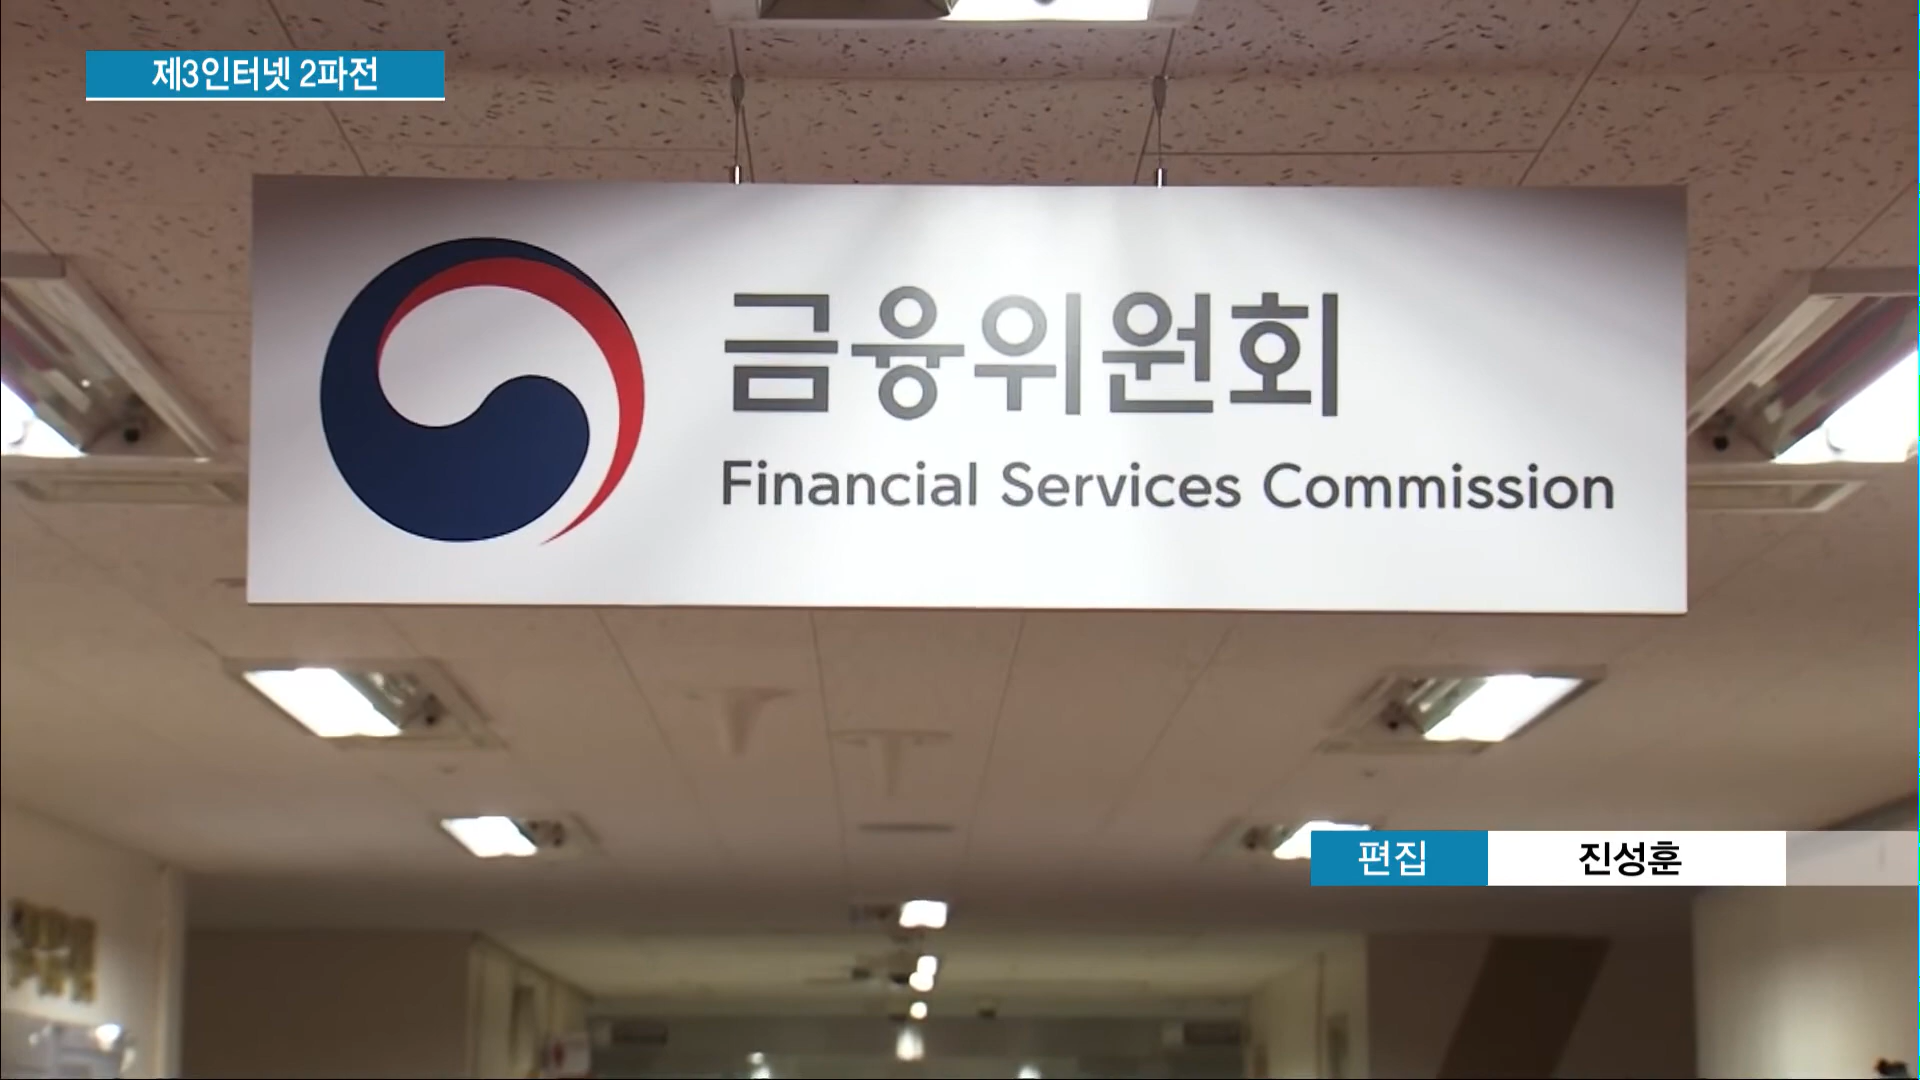 제3인터넷 2파전
금융위원회
Financial Services Commission
편집 진성훈